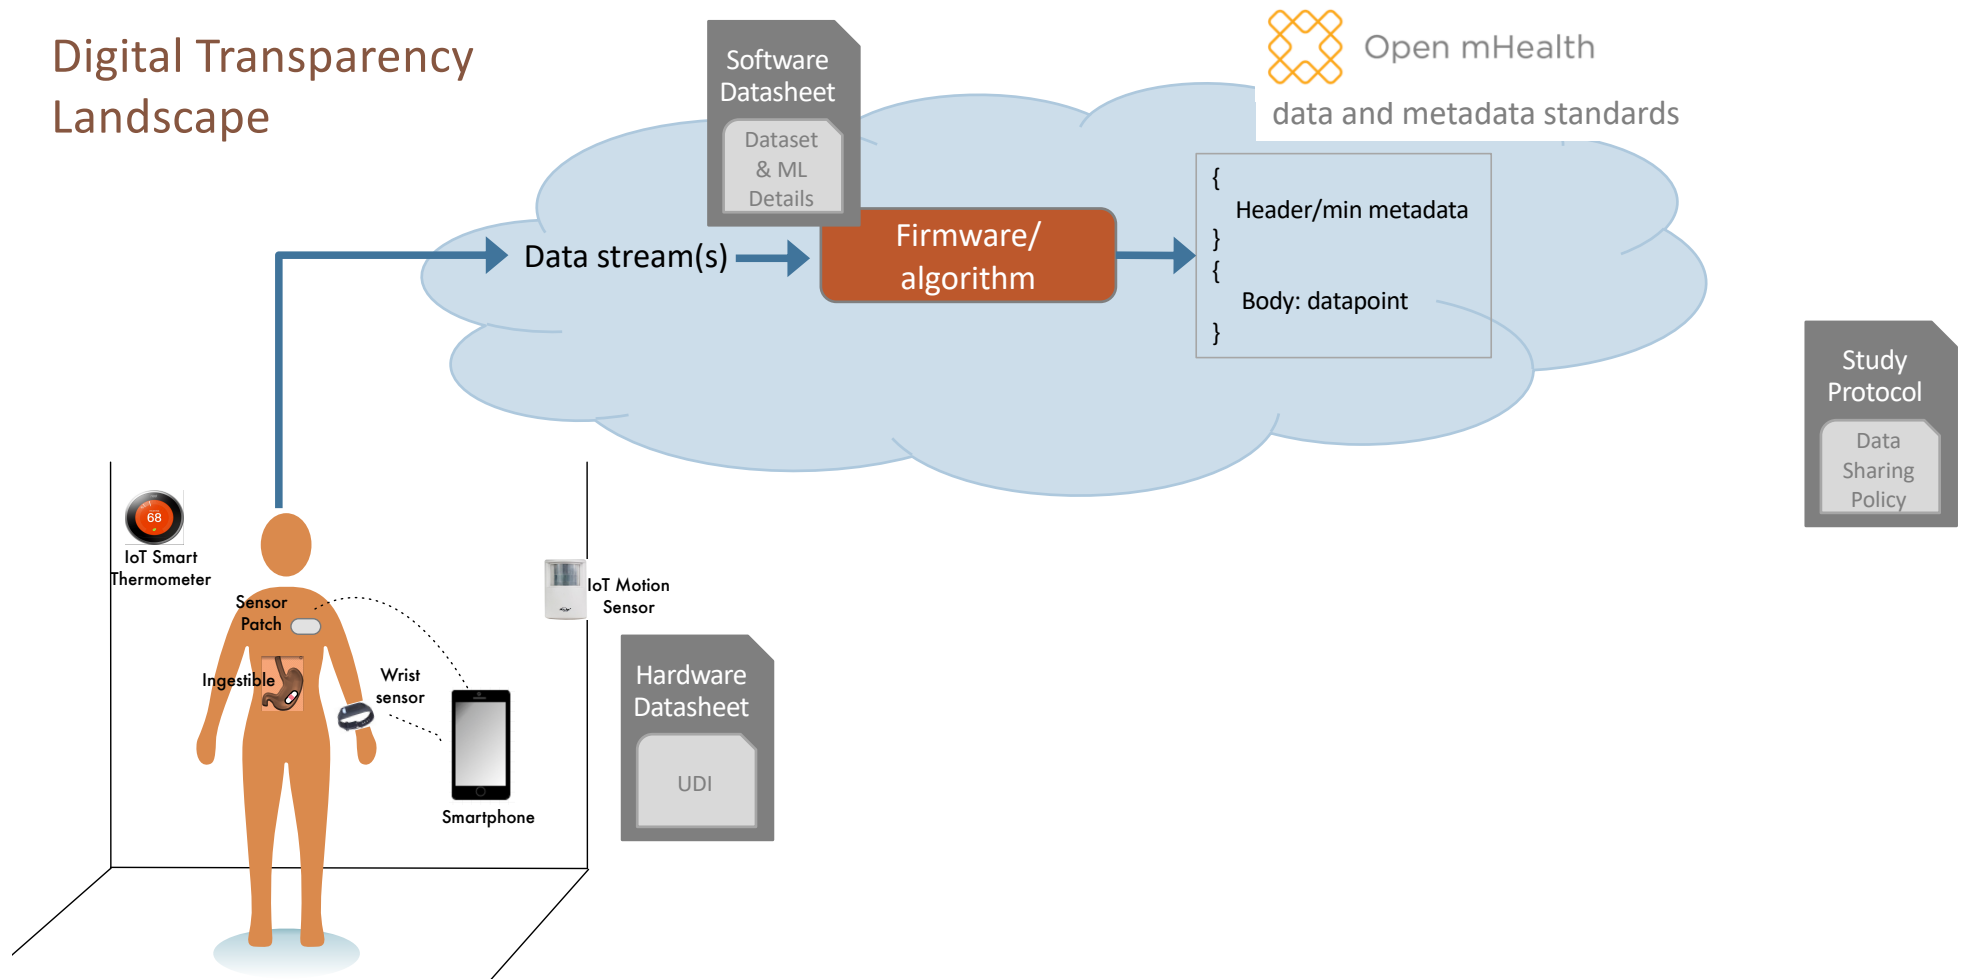 Digital Transparency
Landscape
Software
Datasheet
Dataset
& ML
Details
Open mHealth
data and metadata standards
Data stream(s)
Firmware/
algorithm
{
Header/min metadata
}
{
Body: datapoint
}
Study
Protocol
Data
Sharing
Policy
68
IoT Smart
Thermometer
IoT Motion
Sensor
Sensor
Patch
Ingestible
Wrist
sensor
Smartphone
Hardware
Datasheet
UDI